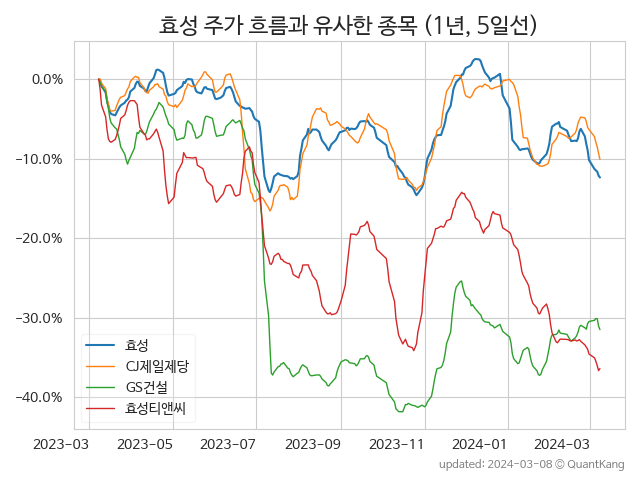 효성 주가 흐름과 유사한 종목 (1년, 5일선)
0.0%
−10.0%
−20.0%
−30.0%
−40.0%
효성
CJ제일제당
GS건설
효성티앤씨
2023-03 2023-05 2023-07 2023-09 2023-11 2024-01 2024-03
updated: 2024-03-08 © QuantKang